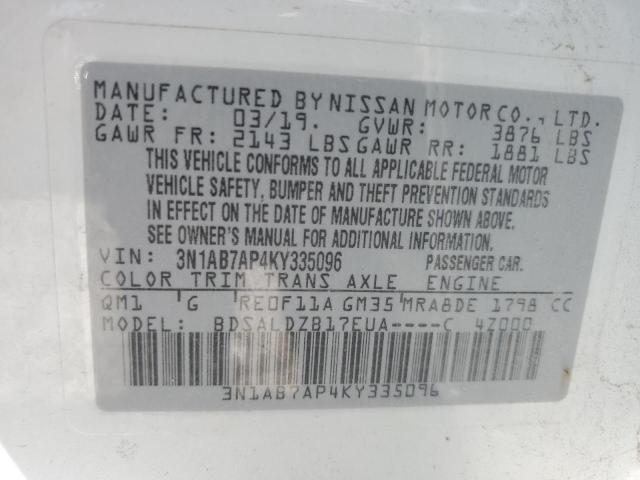 MANUFACTURED BY NISSAN MOTOR CO., LTD.
DATE: 03/19. GVWR: 3876 LBS
GAWR FR: 2143 LBS GAWR RR: 1881 LBS
THIS VEHICLE CONFORMS TO ALL APPLICABLE FEDERAL MOTOR
VEHICLE SAFETY, BUMPER AND THEFT PREVENTION STANDARDS
IN EFFECT ON THE DATE OF MANUFACTURE SHOWN ABOVE.
SEE OWNER'S MANUAL FOR ADDITIONAL INFORMATION.
VIN: 3N1AB7AP4KY335096 PASSENGER CAR.
COLOR TRIM TRANS AXLE ENGINE
QM1 G RE0F11A GM35 MRA8DE 1798 CC
MODEL: BDSALDZB17EUA----C 4Z000
3N1AB7AP4KY335096